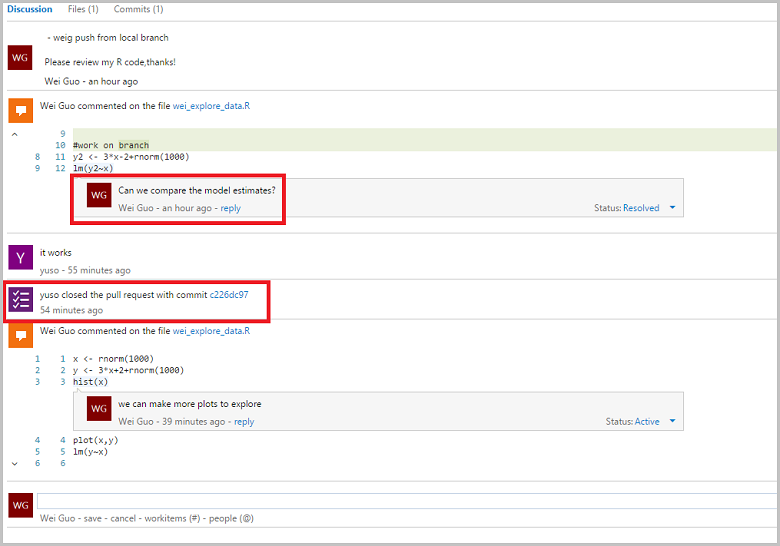 Discussion Files (1) Commits (1)
- weig push from local branch
WG
Please review my R code,thanks!
Wei Guo - an hour ago
Wei Guo commented on the file wei_explore_data.R
9
10 #work on branch
8 11 y2 <- 3*x-2+rnorm(1000)
9 12 lm(y2~x)
WG Can we compare the model estimates?
Wei Guo - an hour ago - reply Status: Resolved
Y it works
yuso - 55 minutes ago
yuso closed the pull request with commit c226dc97
54 minutes ago
Wei Guo commented on the file wei_explore_data.R
1 1 x <- rnorm(1000)
2 2 y <- 3*x+2+rnorm(1000)
3 3 hist(x)
WG we can make more plots to explore
Wei Guo - 39 minutes ago - reply Status: Active
4 4 plot(x,y)
5 5 lm(y~x)
6 6
WG
Wei Guo - save - cancel - workitems (#) - people (@)